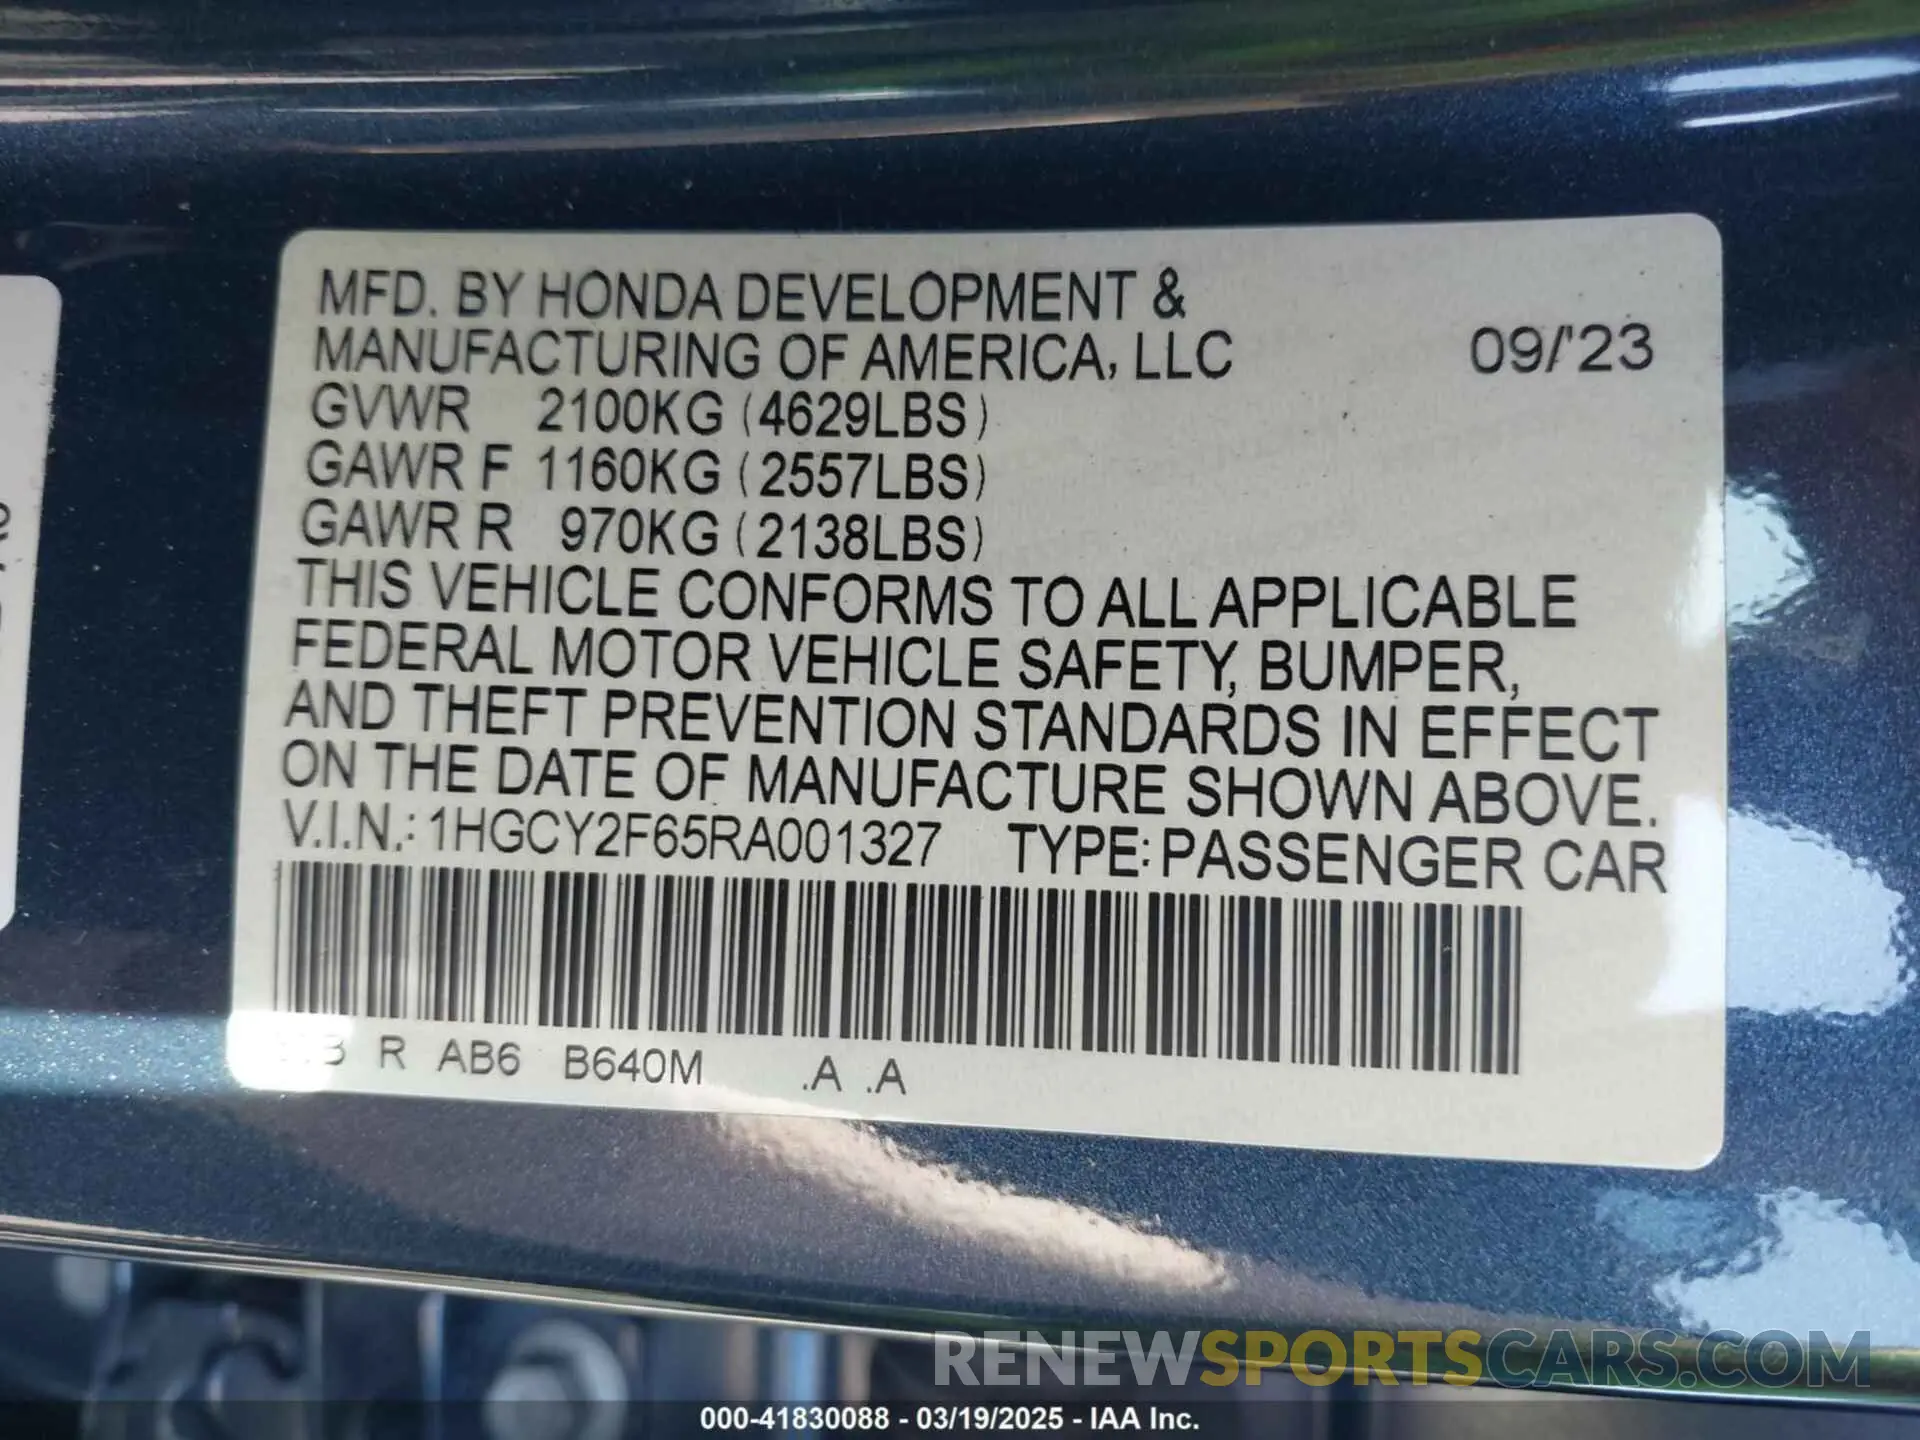 MFD. BY HONDA DEVELOPMENT &
MANUFACTURING OF AMERICA, LLC 09/'23
GVWR 2100KG (4629LBS)
GAWR F 1160KG (2557LBS)
GAWR R 970KG (2138LBS)
THIS VEHICLE CONFORMS TO ALL APPLICABLE
FEDERAL MOTOR VEHICLE SAFETY, BUMPER,
AND THEFT PREVENTION STANDARDS IN EFFECT
ON THE DATE OF MANUFACTURE SHOWN ABOVE.
V.I.N.: 1HGCY2F65RA001327 TYPE: PASSENGER CAR
R AB6 B640M .A .A
RENEWSPORTSCARS.COM
000-41830088 - 03/19/2025 - IAA Inc.